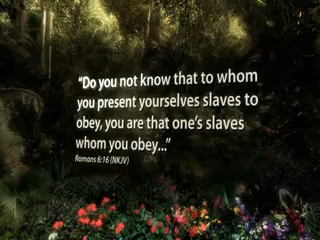 “Do you not know that to whom
you present yourselves slaves to
obey, you are that one's slaves
whom you obey...”
Romans 6:16 (NKJV)